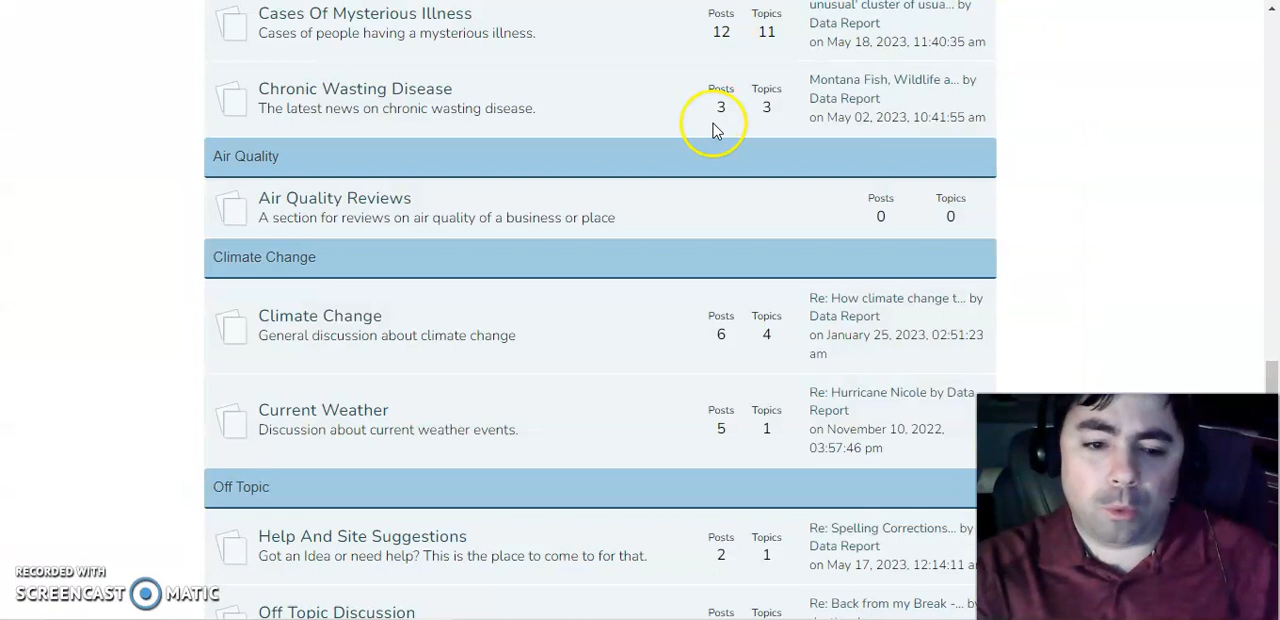 Cases Of Mysterious Illness
Cases of people having a mysterious illness.
Posts
12
Topics
11
unusual' cluster of usua... by
Data Report
on May 18, 2023, 11:40:35 am
Chronic Wasting Disease
The latest news on chronic wasting disease.
Posts
3
Topics
3
Montana Fish, Wildlife a... by
Data Report
on May 02, 2023, 10:41:55 am
Air Quality
Air Quality Reviews
A section for reviews on air quality of a business or place
Posts
0
Topics
0
Climate Change
Climate Change
General discussion about climate change
Posts
6
Topics
4
Re: How climate change t... by
Data Report
on January 25, 2023, 02:51:23
am
Current Weather
Discussion about current weather events.
Posts
5
Topics
1
Re: Hurricane Nicole by Data
Report
on November 10, 2022,
03:57:46 pm
Off Topic
Help And Site Suggestions
Got an Idea or need help? This is the place to come to for that.
Posts
2
Topics
1
Re: Spelling Corrections... by
Data Report
on May 17, 2023, 12:14:11 am
Off Topic Discussion
Posts
Topics
Re: Back from my Break -... by
RECORDED WITH
SCREENCAST MATIC